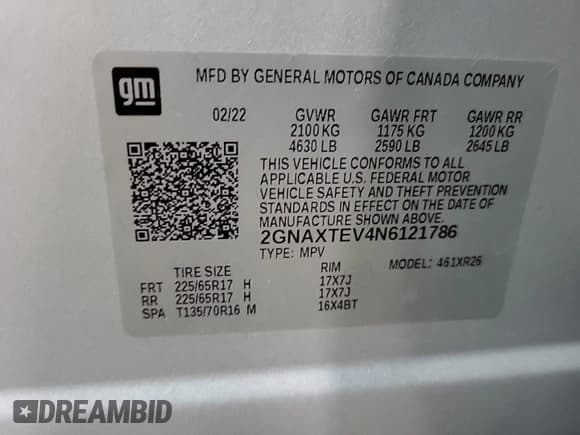 gm
MFD BY GENERAL MOTORS OF CANADA COMPANY
02/22 GVWR GAWR FRT GAWR RR
2100 KG 1175 KG 1200 KG
4630 LB 2590 LB 2645 LB
THIS VEHICLE CONFORMS TO ALL
APPLICABLE U.S. FEDERAL MOTOR
VEHICLE SAFETY AND THEFT PREVENTION
STANDARDS IN EFFECT ON THE DATE OF
MANUFACTURE SHOWN ABOVE.
2GNAXTEV4N6121786
TYPE: MPV MODEL: 461XR26
TIRE SIZE RIM
FRT 225/65R17 H 17X7J
RR 225/65R17 H 17X7J
SPA T135/70R16 M 16X4BT
DREAMBID